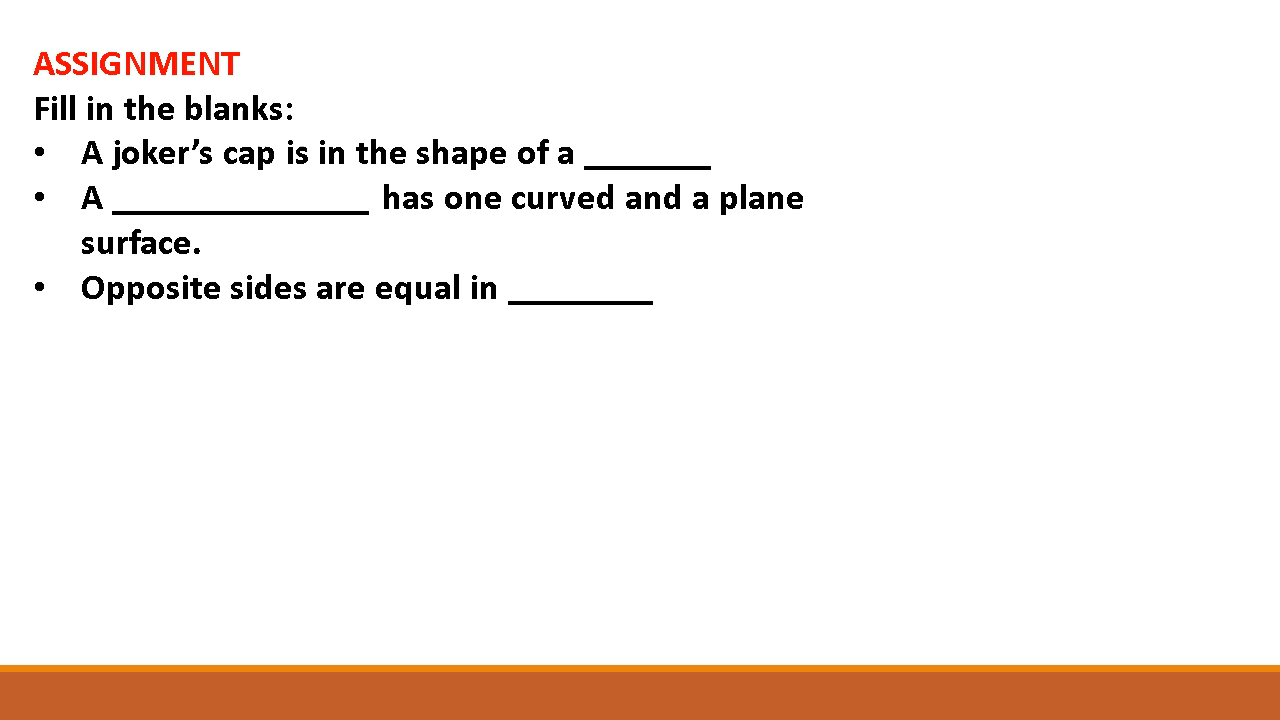 ASSIGNMENT
Fill in the blanks:
• A joker’s cap is in the shape of a _______
• A ______________ has one curved and a plane
surface.
• Opposite sides are equal in ________